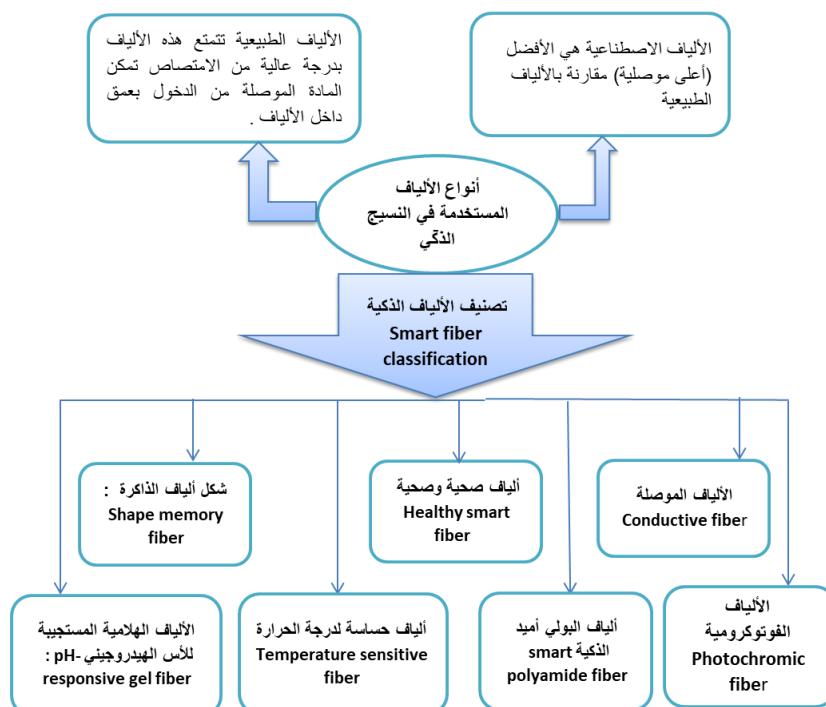 الألياف الطبيعية تتمتع هذه الألياف
بدرجة عالية من الامتصاص تمكن
المادة الموصلة من الدخول بعمق
داخل الألياف .
الألياف الاصطناعية هي الأفضل
(أعلى موصلية) مقارنة بالألياف
الطبيعية
أنواع الألياف
المستخدمة في النسيج
الذكّي
تصنيف الألياف الذكية
Smart fiber
classification
شكل ألياف الذاكرة :
Shape memory
fiber
ألياف صحية وصحية
Healthy smart
fiber
الألياف الموصلة
Conductive fiber
الألياف الهلامية المستجيبة
للأس الهيدروجيني pH- :
responsive gel fiber
ألياف حساسة لدرجة الحرارة
Temperature sensitive
fiber
ألياف البولي أميد
الذكية smart
polyamide fiber
الألياف
الفوتوكرومية
Photochromic
fiber